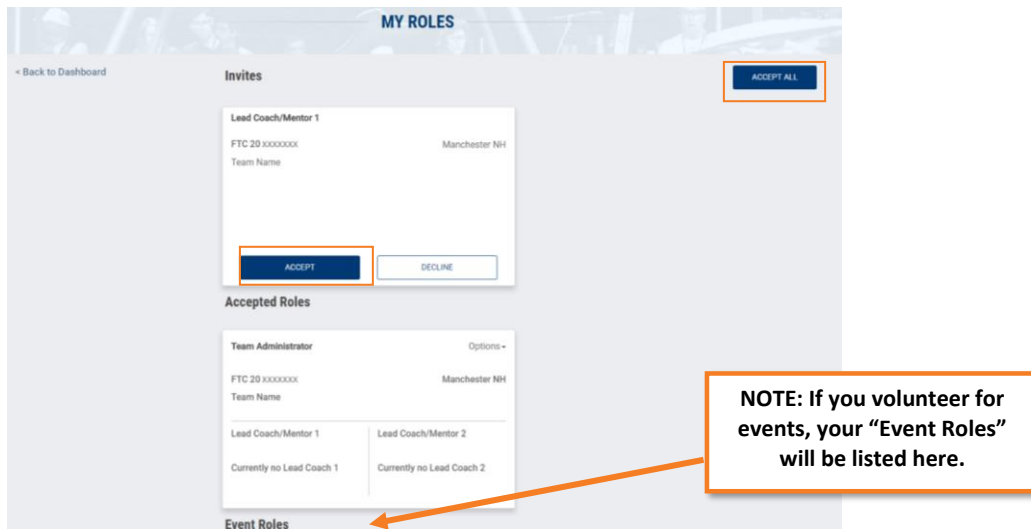 MY ROLES
< Back to Dashboard
Invites
ACCEPT ALL
Lead Coach/Mentor 1
FTC 20 xxxxxxx
Manchester NH
Team Name
ACCEPT
DECLINE
Accepted Roles
Team Administrator
Options
FTC 20 xxxxxxx
Manchester NH
Team Name
Lead Coach/Mentor 1
Lead Coach/Mentor 2
Currently no Lead Coach 1
Currently no Lead Coach 2
Event Roles
NOTE: If you volunteer for
events, your “Event Roles”
will be listed here.